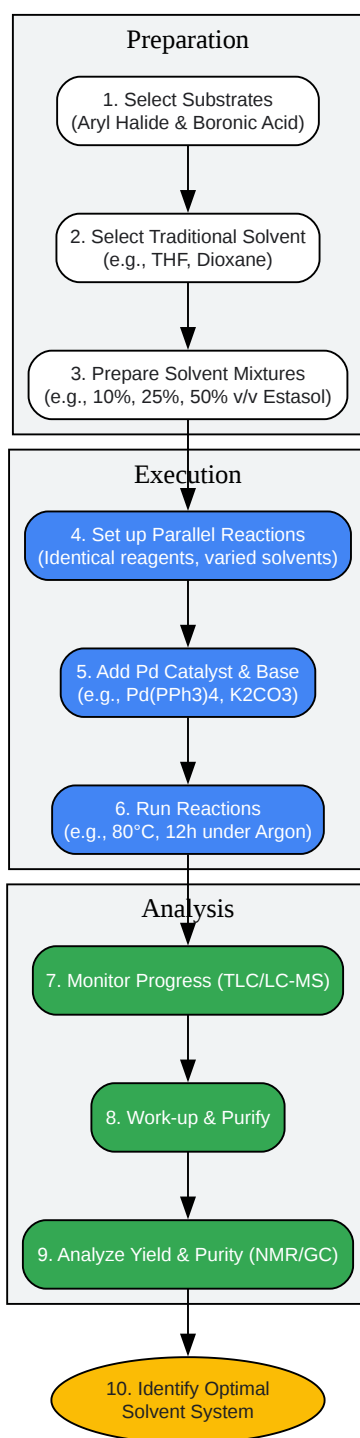 Preparation
1. Select Substrates
(Aryl Halide & Boronic Acid)
2. Select Traditional Solvent
(e.g., THF, Dioxane)
3. Prepare Solvent Mixtures
(e.g., 10%, 25%, 50% v/v Estasol)
Execution
4. Set up Parallel Reactions
(Identical reagents, varied solvents)
5. Add Pd Catalyst & Base
(e.g., Pd(PPh3)4, K2CO3)
6. Run Reactions
(e.g., 80°C, 12h under Argon)
Analysis
7. Monitor Progress (TLC/LC-MS)
8. Work-up & Purify
9. Analyze Yield & Purity (NMR/GC)
10. Identify Optimal
Solvent System